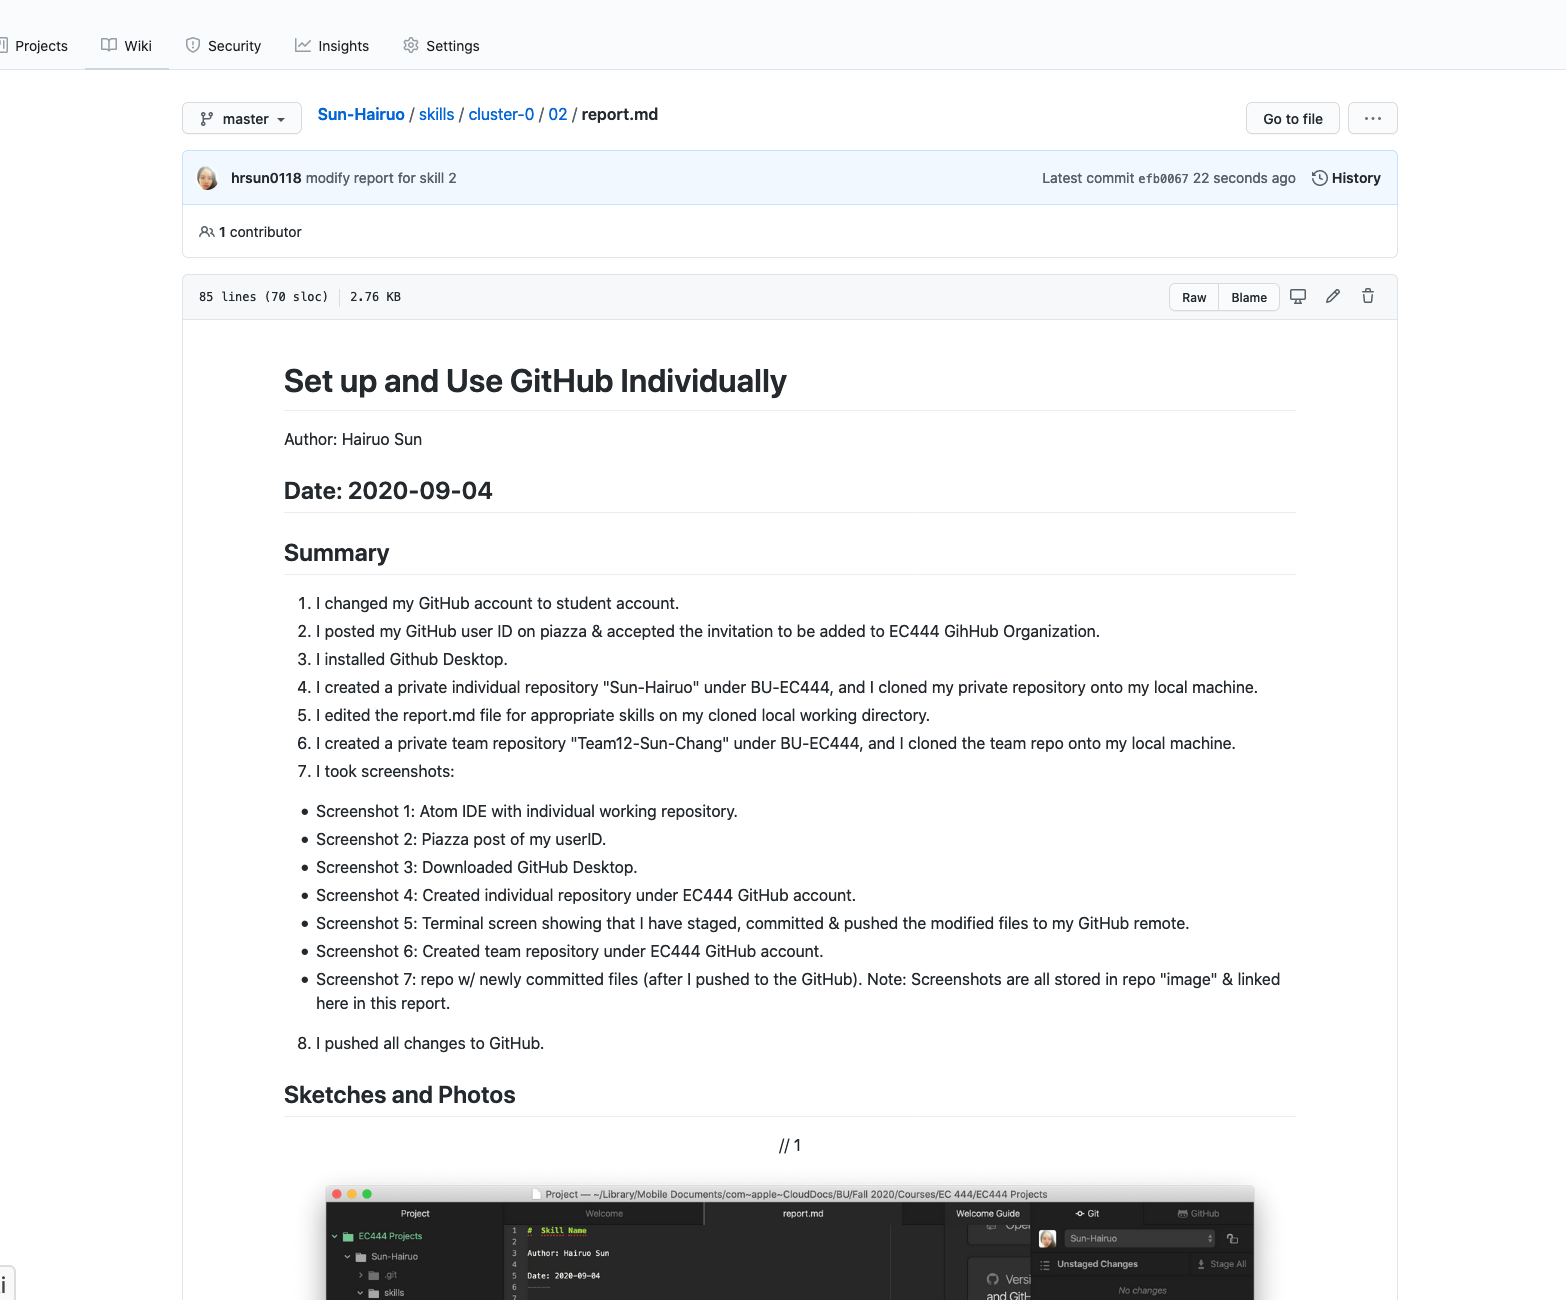 Projects Wiki Security Insights Settings
master Sun-Hairuo / skills / cluster-0 / 02 / report.md Go to file ...
hrsun0118 modify report for skill 2 Latest commit efb0067 22 seconds ago History
1 contributor
85 lines (70 sloc) 2.76 KB Raw Blame
Set up and Use GitHub Individually
Author: Hairuo Sun
Date: 2020-09-04
Summary
1. I changed my GitHub account to student account.
2. I posted my GitHub user ID on piazza & accepted the invitation to be added to EC444 GihHub Organization.
3. I installed Github Desktop.
4. I created a private individual repository "Sun-Hairuo" under BU-EC444, and I cloned my private repository onto my local machine.
5. I edited the report.md file for appropriate skills on my cloned local working directory.
6. I created a private team repository "Team12-Sun-Chang" under BU-EC444, and I cloned the team repo onto my local machine.
7. I took screenshots:
• Screenshot 1: Atom IDE with individual working repository.
• Screenshot 2: Piazza post of my userID.
• Screenshot 3: Downloaded GitHub Desktop.
• Screenshot 4: Created individual repository under EC444 GitHub account.
• Screenshot 5: Terminal screen showing that I have staged, committed & pushed the modified files to my GitHub remote.
• Screenshot 6: Created team repository under EC444 GitHub account.
• Screenshot 7: repo w/ newly committed files (after I pushed to the GitHub). Note: Screenshots are all stored in repo "image" & linked
here in this report.
8. I pushed all changes to GitHub.
Sketches and Photos
// 1
Project — ~/Library/Mobile Documents/com~apple~CloudDocs/BU/Fall 2020/Courses/EC 444/EC444 Projects
Project Welcome report.md Welcome Guide Git GitHub
EC444 Projects
Sun-Hairuo
.git
skills
1 # Skill Name
2
3 Author: Hairuo Sun
4
5 Date: 2020-09-04
6 -----
7
Sun-Hairuo
Unstaged Changes Stage All
No changes